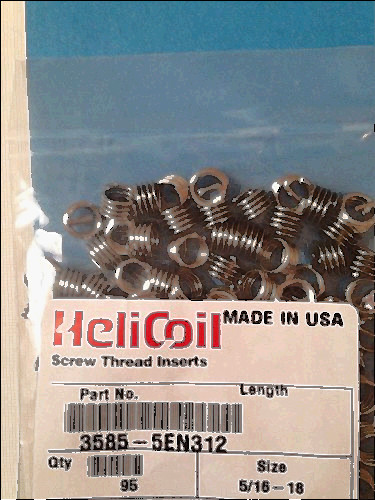 HeliCoil MADE IN USA
Screw Thread Inserts
Part No. Length
3585-5EN312
Qty Size
95 5/16-18